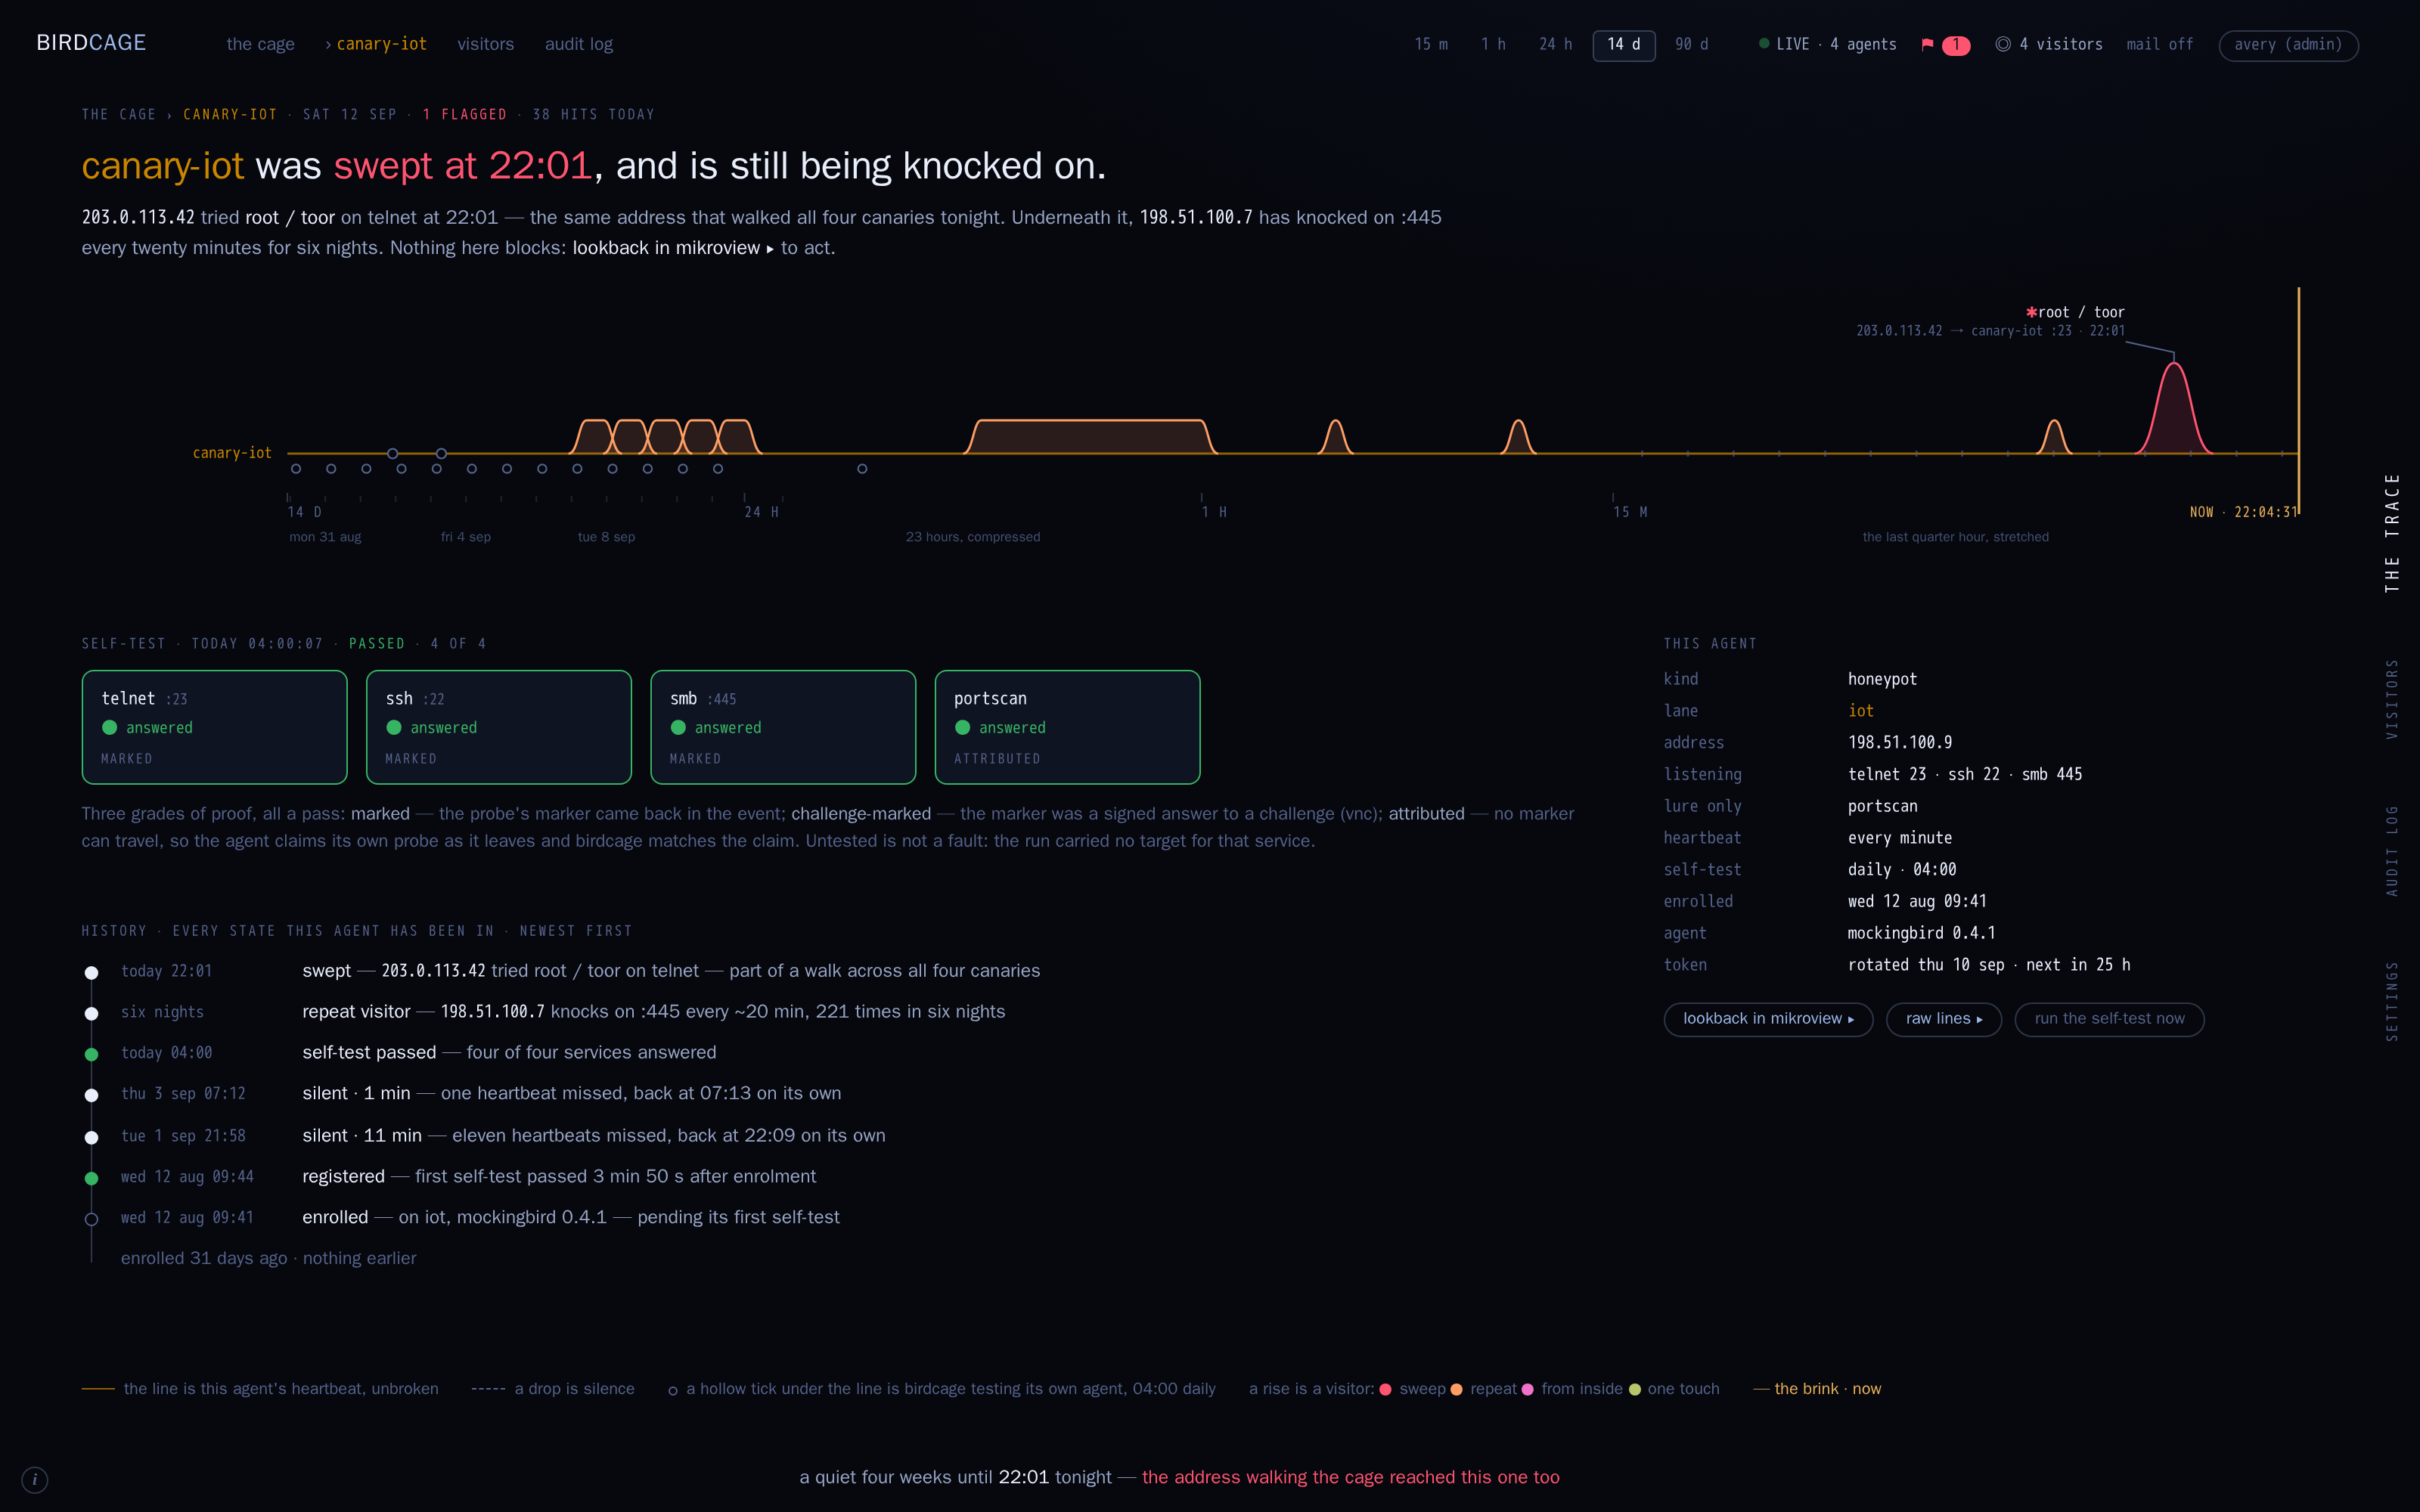 BIRDCAGE the cage › canary-iot visitors audit log 15 m 1 h 24 h 14 d 90 d LIVE · 4 agents 1 4 visitors mail off avery (admin)
THE CAGE › CANARY-IOT · SAT 12 SEP · 1 FLAGGED · 38 HITS TODAY
canary-iot was swept at 22:01, and is still being knocked on.
203.0.113.42 tried root / toor on telnet at 22:01 — the same address that walked all four canaries tonight. Underneath it, 198.51.100.7 has knocked on :445
every twenty minutes for six nights. Nothing here blocks: lookback in mikroview ▸ to act.
✱root / toor
203.0.113.42 → canary-iot :23 · 22:01
canary-iot
14 D 24 H 1 H 15 M NOW · 22:04:31
mon 31 aug fri 4 sep tue 8 sep 23 hours, compressed the last quarter hour, stretched
THE TRACE
VISITORS
AUDIT LOG
SETTINGS
SELF-TEST · TODAY 04:00:07 · PASSED · 4 OF 4
telnet :23
answered
MARKED
ssh :22
answered
MARKED
smb :445
answered
MARKED
portscan
answered
ATTRIBUTED
Three grades of proof, all a pass: marked — the probe's marker came back in the event; challenge-marked — the marker was a signed answer to a challenge (vnc); attributed — no marker
can travel, so the agent claims its own probe as it leaves and birdcage matches the claim. Untested is not a fault: the run carried no target for that service.
THIS AGENT
kind honeypot
lane iot
address 198.51.100.9
listening telnet 23 · ssh 22 · smb 445
lure only portscan
heartbeat every minute
self-test daily · 04:00
enrolled wed 12 aug 09:41
agent mockingbird 0.4.1
token rotated thu 10 sep · next in 25 h
lookback in mikroview ▸ raw lines ▸ run the self-test now
HISTORY · EVERY STATE THIS AGENT HAS BEEN IN · NEWEST FIRST
today 22:01 swept — 203.0.113.42 tried root / toor on telnet — part of a walk across all four canaries
six nights repeat visitor — 198.51.100.7 knocks on :445 every ~20 min, 221 times in six nights
today 04:00 self-test passed — four of four services answered
thu 3 sep 07:12 silent · 1 min — one heartbeat missed, back at 07:13 on its own
tue 1 sep 21:58 silent · 11 min — eleven heartbeats missed, back at 22:09 on its own
wed 12 aug 09:44 registered — first self-test passed 3 min 50 s after enrolment
wed 12 aug 09:41 enrolled — on iot, mockingbird 0.4.1 — pending its first self-test
enrolled 31 days ago · nothing earlier
the line is this agent's heartbeat, unbroken a drop is silence a hollow tick under the line is birdcage testing its own agent, 04:00 daily a rise is a visitor: sweep repeat from inside one touch — the brink · now
i
a quiet four weeks until 22:01 tonight — the address walking the cage reached this one too